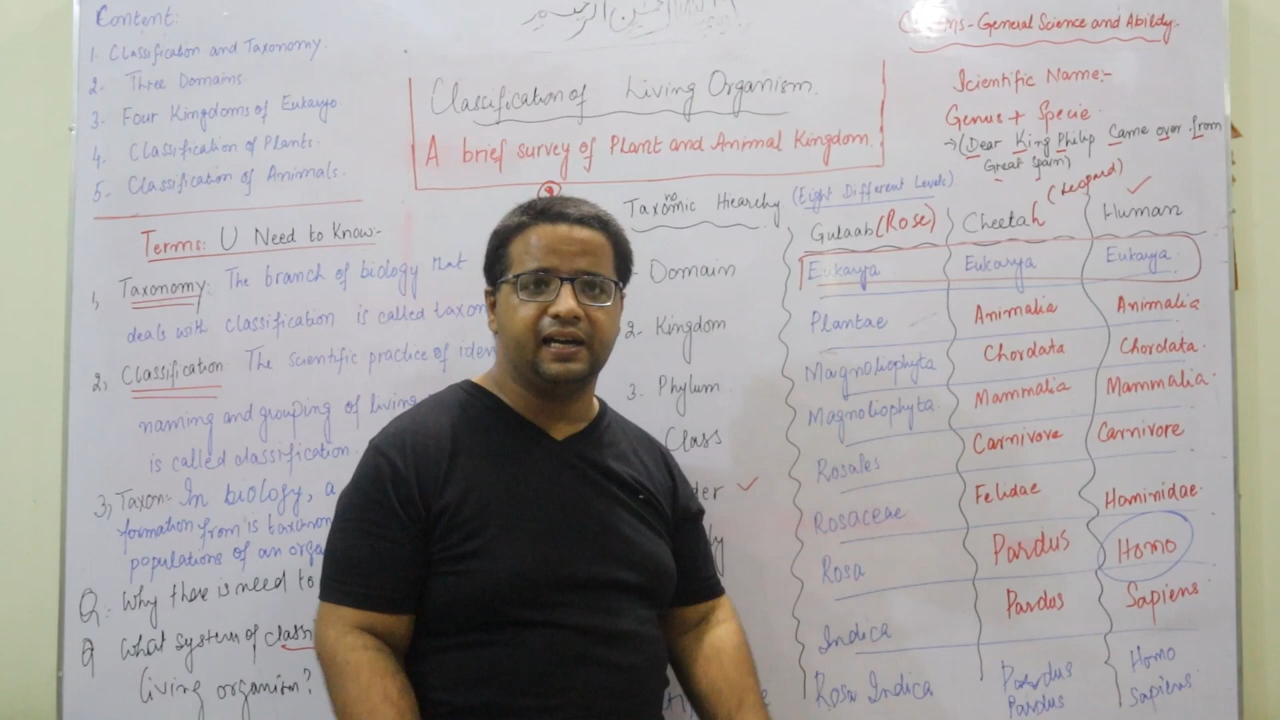 Content:
1. Classification and Taxonomy.
2. Three Domains.
3. Four Kingdoms of Eukaryo
4. Classification of Plants.
5- Classification of Animals.
Classification of Living Organism.
A brief survey of Plant and Animal Kingdom.
- General Science and Ability.
Scientific Name:-
Genus + Specie.
→(Dear King Philip Came over from
Great Spain)
Terms: U Need to Know:-
1, Taxonomy: The branch of biology that
deals with classification is called taxon
2, Classification The scientific practice of iden
naming and grouping of living
is called classification.
3, Taxon:- In biology, a
formation from is taxonom
populations of an orga
Q: Why there is need to
Q What system of classi
living organism?
Taxonomic Hiearchy (Eight Different Levels)
Domain
2- Kingdom
3. Phylum
Class
der
Gulaab (Rose)
Eukarya
Plantae
Magnoliophyta
Magnoliophyta.
Rosales
Rosaceae
Rosa
Indica
Rosa Indica
Cheetah (Leopard)
Eukarya
Animalia
Chordata
Mammalia
Carnivore
Felidae
Pardus
Pardus
Pardus
Pardus
Human
Eukarya
Animalia
Chordata.
Mammalia.
Carnivore
Hominidae.
Homo
Sapiens
Homo
Sapiens